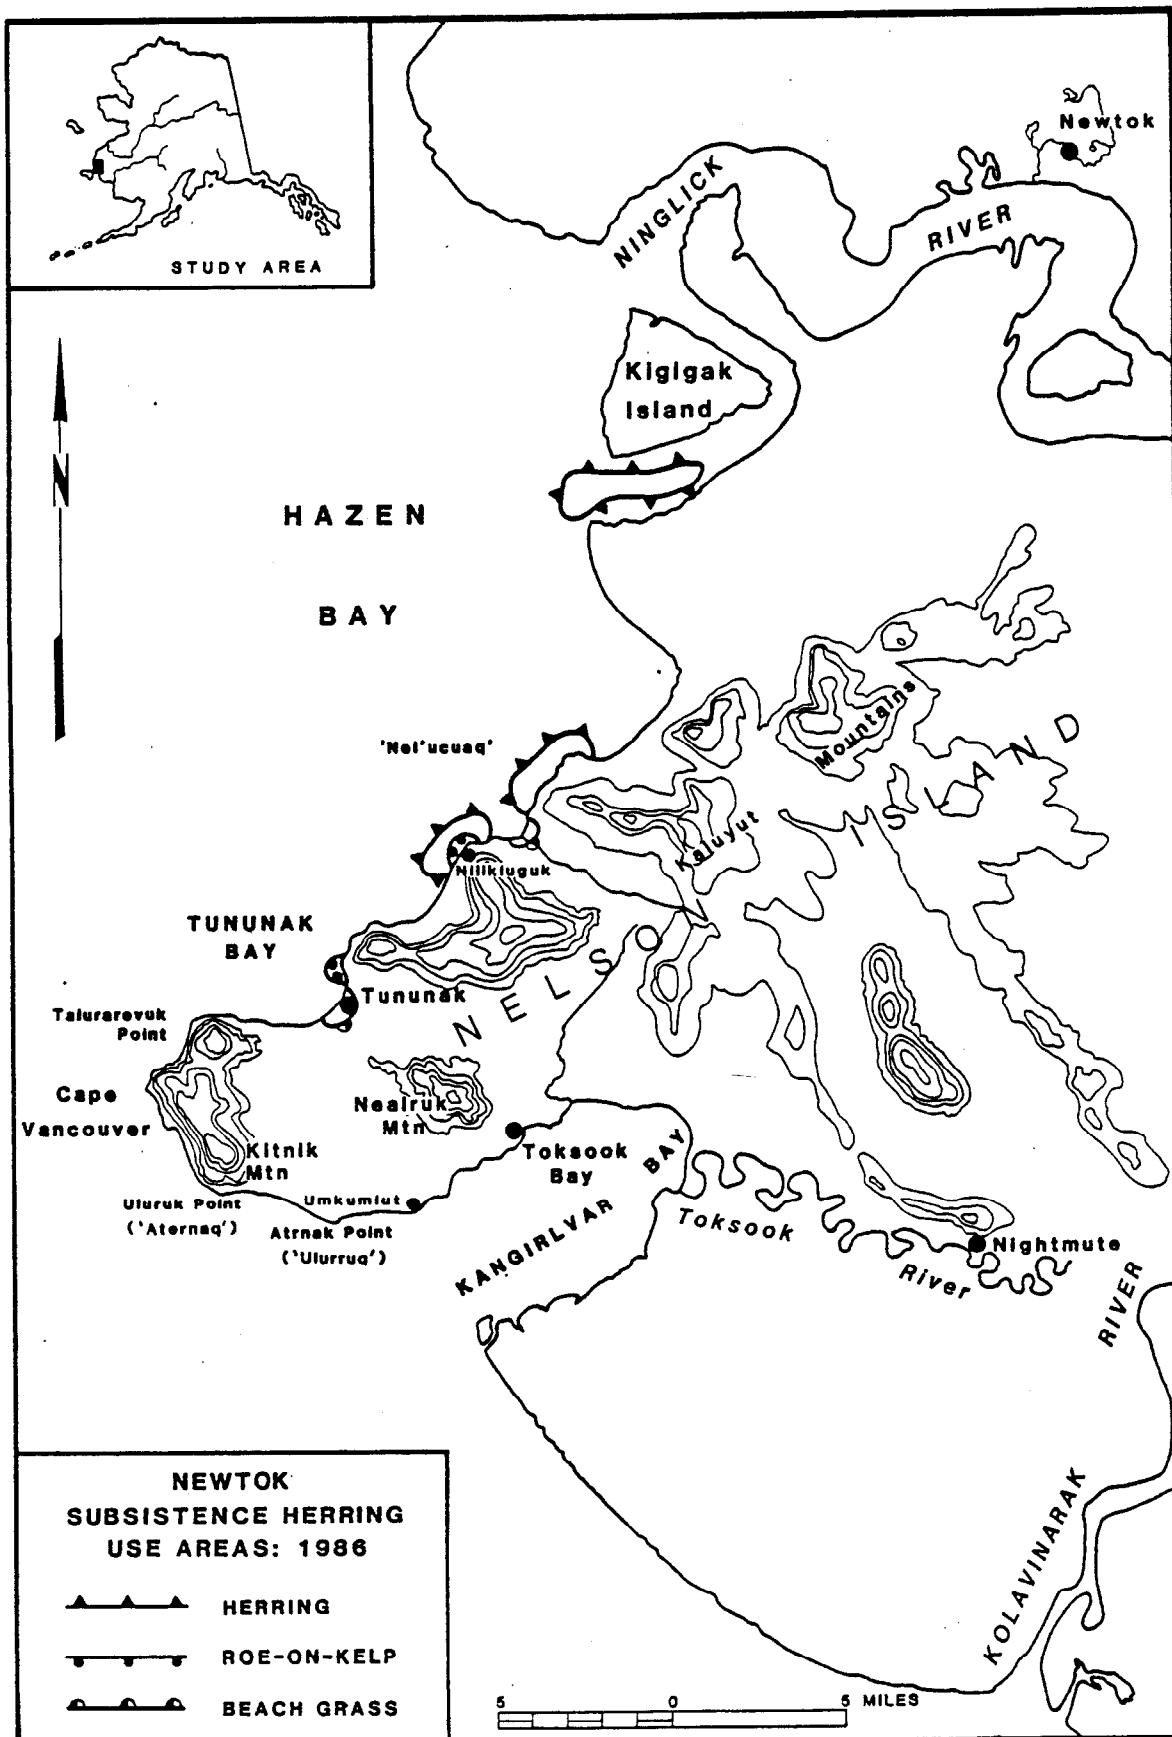 STUDY AREA
Newtok
NINGLICK
RIVER
Kigigak
Island
N
HAZEN
BAY
'Nel'ucuaq'
Mountains
Kaluyut
NELSON ISLAND
Nilikluguk
TUNUNAK
BAY
Tununak
Talurarevuk
Point
Cape
Vancouver
Nealruk
Mtn
Kitnik
Mtn
Toksook
Bay
Uluruk Point
('Aternaq')
Umkumiut
Atrnak Point
('Ulurruq')
KANGIRLVAR BAY
Toksook
River
Nightmute
RIVER
KOLAVINARAK
NEWTOK
SUBSISTENCE HERRING
USE AREAS: 1986
HERRING
ROE-ON-KELP
BEACH GRASS
5 0 5 MILES